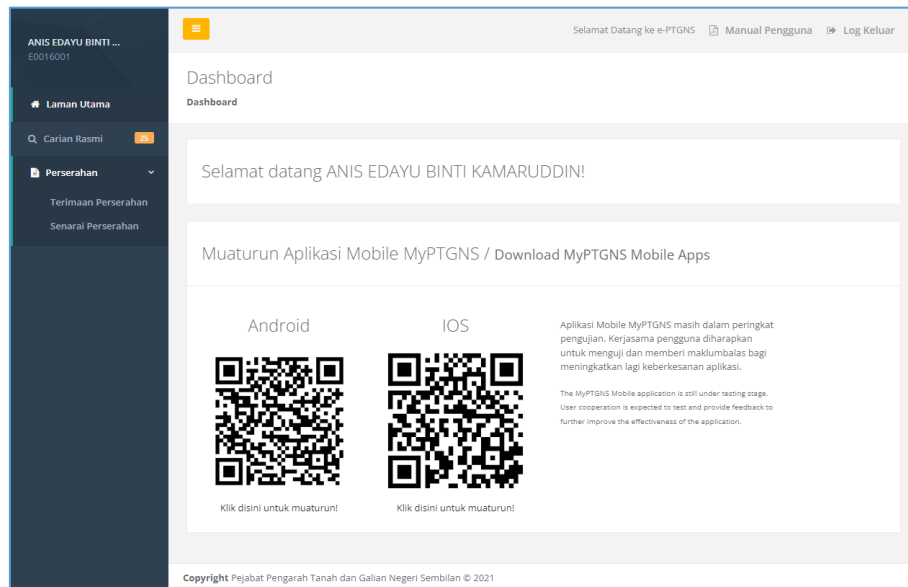 ANIS EDAYU BINTI ...
E0016001
Laman Utama
Carian Rasmi 25
Perserahan
Terimaan Perserahan
Senarai Perserahan
Selamat Datang ke e-PTGNS Manual Pengguna Log Keluar
Dashboard
Dashboard
Selamat datang ANIS EDAYU BINTI KAMARUDDIN!
Muaturun Aplikasi Mobile MyPTGNS / Download MyPTGNS Mobile Apps
Android
Klik disini untuk muaturun!
IOS
Klik disini untuk muaturun!
Aplikasi Mobile MyPTGNS masih dalam peringkat
pengujian. Kerjasama pengguna diharapkan
untuk menguji dan memberi maklumbalas bagi
meningkatkan lagi keberkesanan aplikasi.
The MyPTGNS Mobile application is still under testing stage.
User cooperation is expected to test and provide feedback to
further improve the effectiveness of the application.
Copyright Pejabat Pengarah Tanah dan Galian Negeri Sembilan © 2021